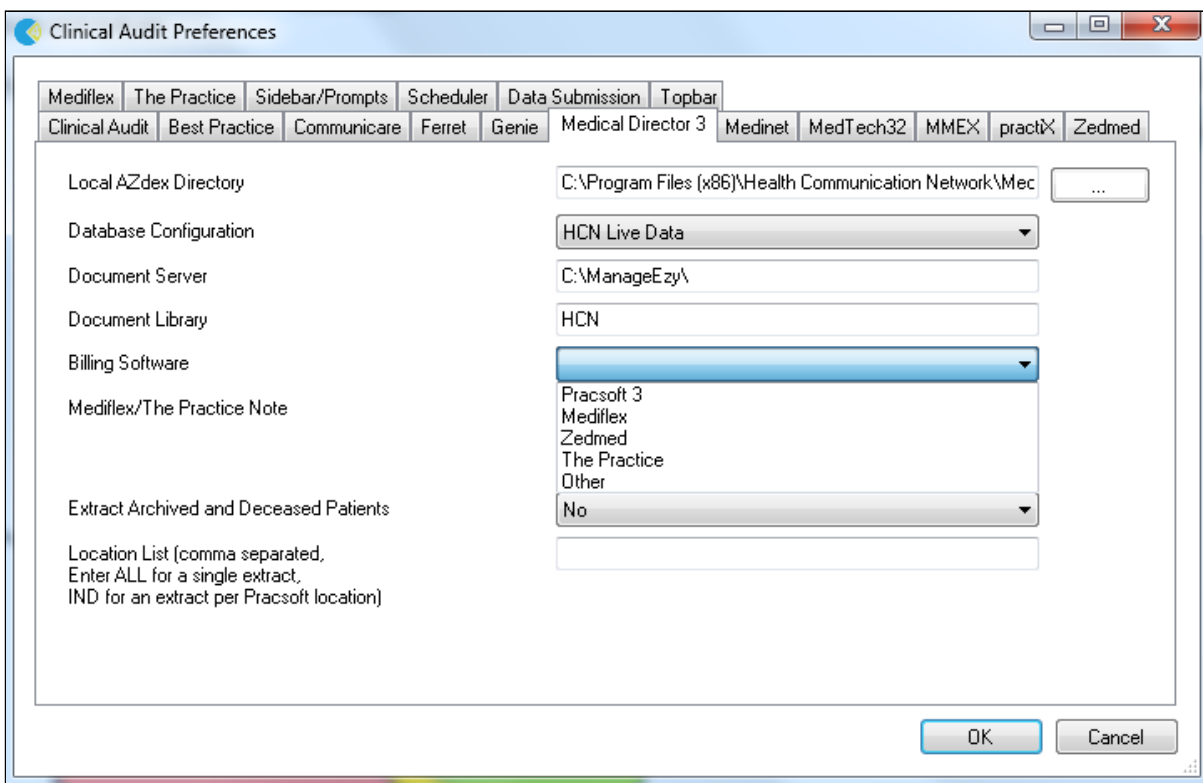 Clinical Audit Preferences
Mediflex The Practice Sidebar/Prompts Scheduler Data Submission Topbar
Clinical Audit Best Practice Communicare Ferret Genie Medical Director 3 Medinet MedTech32 MMEX practiX Zedmed
Local AZdex Directory C:\Program Files (x86)\Health Communication Network\Mec ...
Database Configuration HCN Live Data
Document Server C:\ManageEzy\
Document Library HCN
Billing Software
Pracsoft 3
Mediflex/The Practice Note Mediflex
Zedmed
The Practice
Other
Extract Archived and Deceased Patients No
Location List (comma separated,
Enter ALL for a single extract,
IND for an extract per Pracsoft location)
OK Cancel